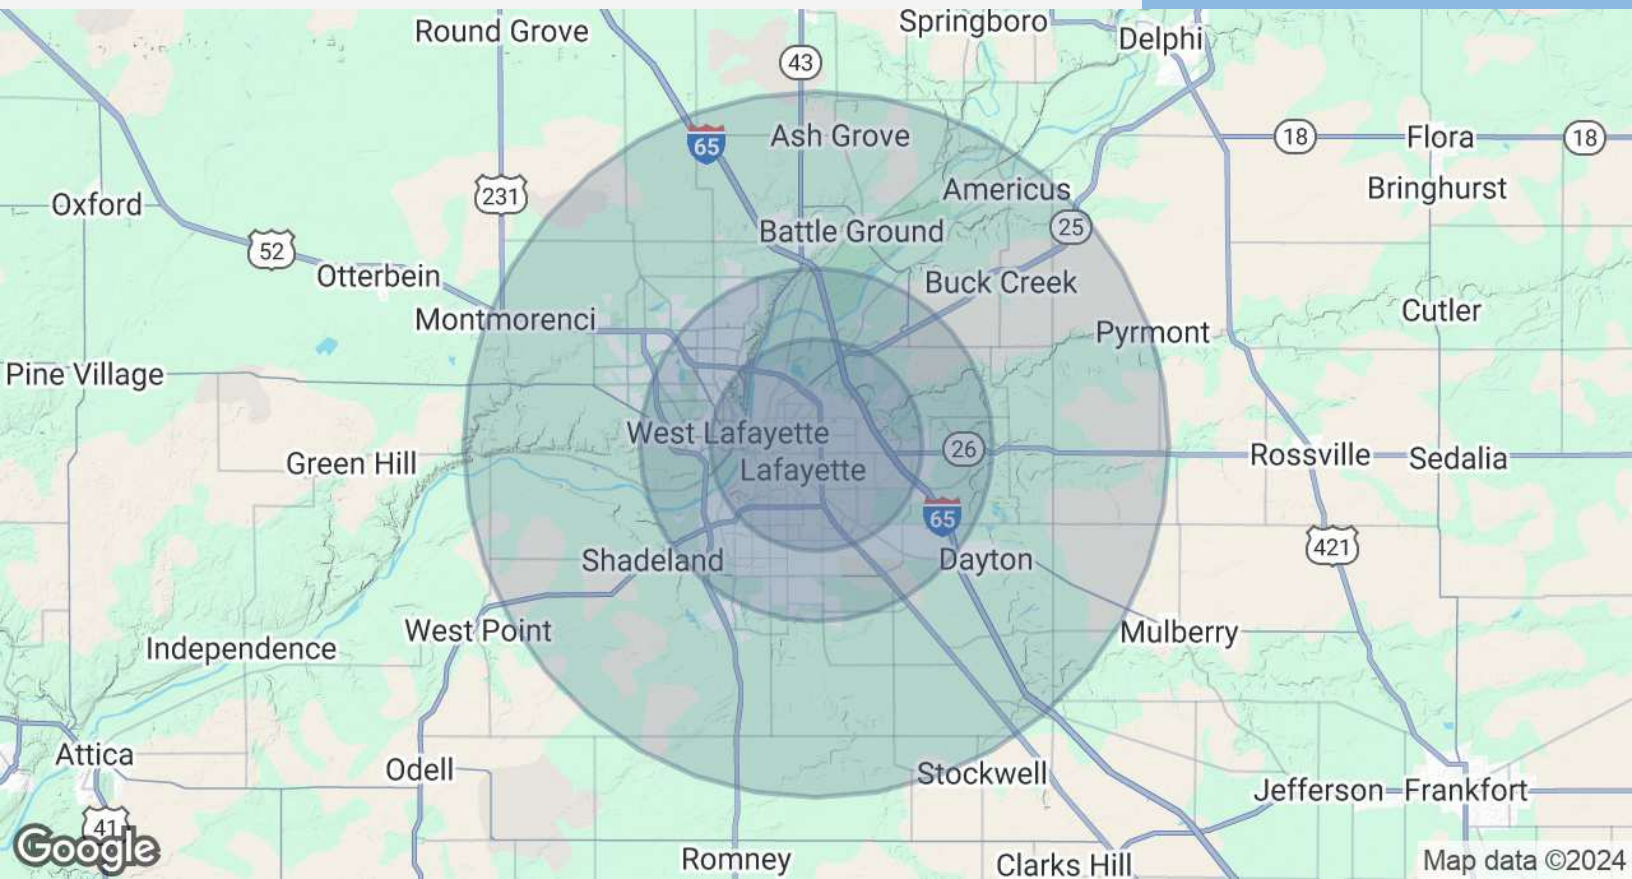 Round Grove
Springboro
Delphi
43
65
Ash Grove
18
Flora
18
Americus
Bringhurst
231
Oxford
25
Battle Ground
52
Otterbein
Buck Creek
Cutler
Montmorenci
Pyrmont
Pine Village
West Lafayette
26
Rossville
Sedalia
Green Hill
Lafayette
65
421
Shadeland
Dayton
West Point
Mulberry
Independence
Attica
Odell
Stockwell
Jefferson
Frankfort
41
Google
Romney
Clarks Hill
Map data ©2024